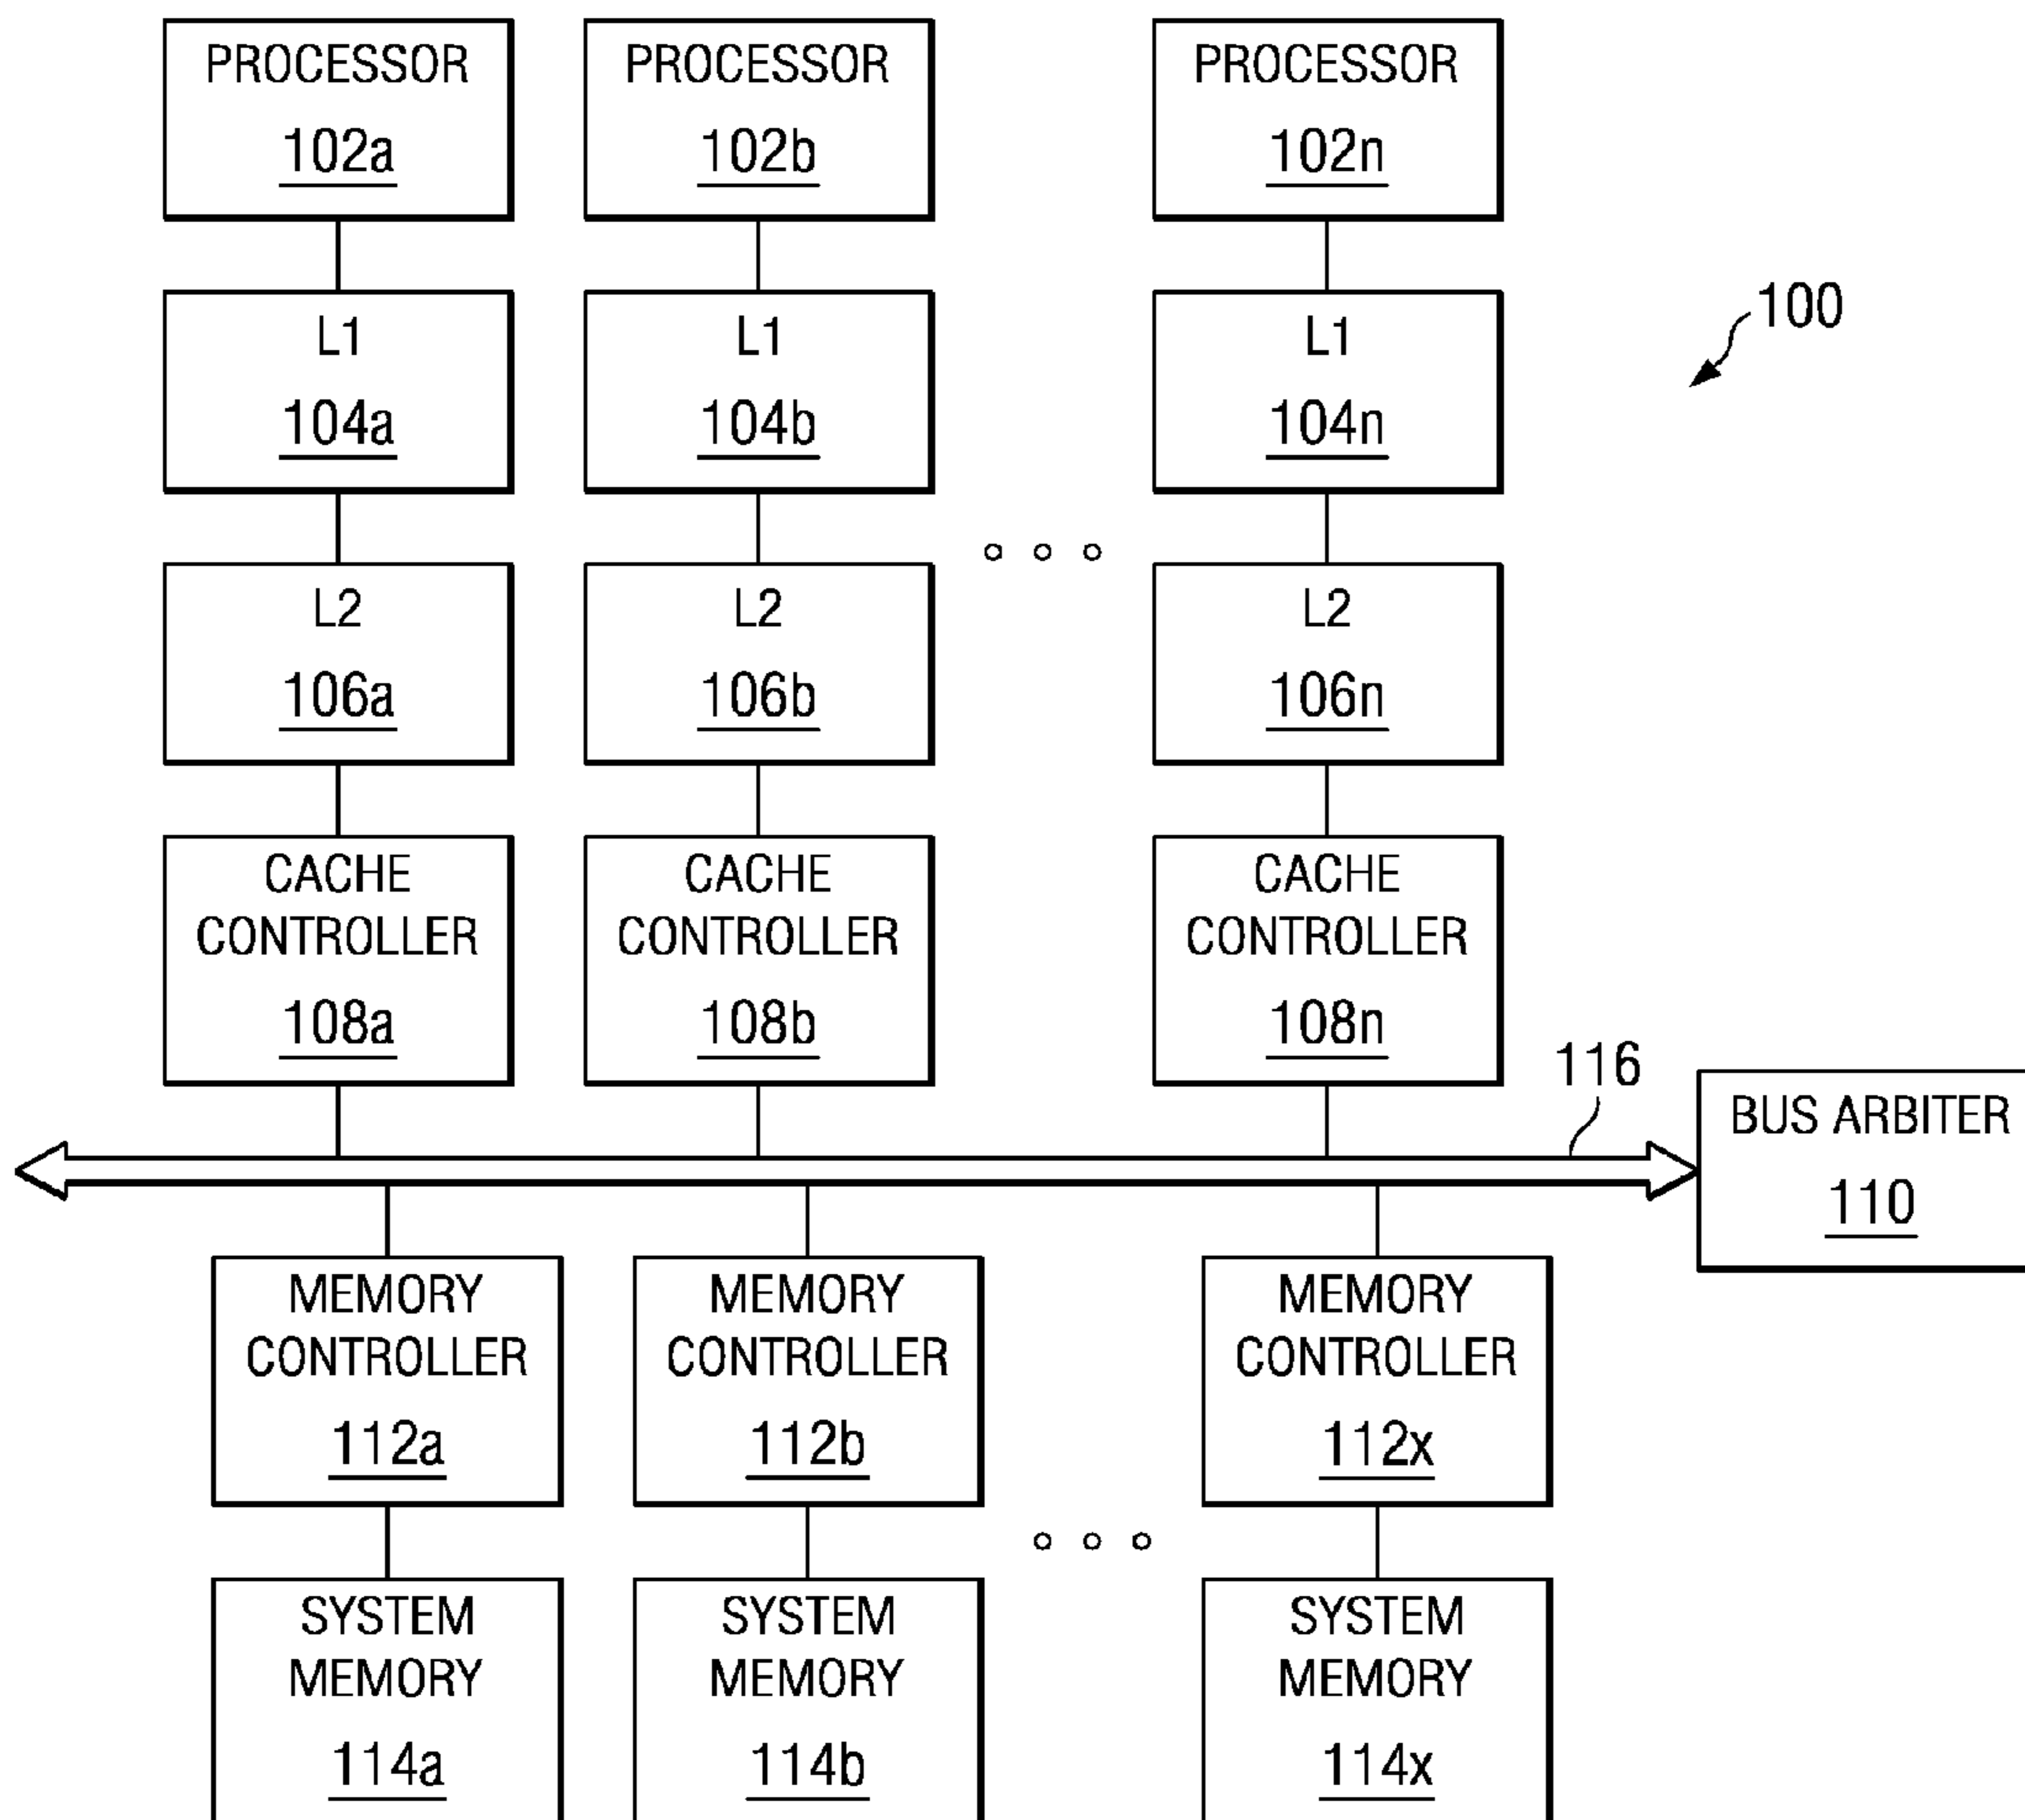 PROCESSOR
102a
PROCESSOR
102b
PROCESSOR
102n
L1
104a
L1
104b
L1
104n
100
L2
106a
L2
106b
L2
106n
CACHE
CONTROLLER
108a
CACHE
CONTROLLER
108b
CACHE
CONTROLLER
108n
116
BUS ARBITER
110
MEMORY
CONTROLLER
112a
MEMORY
CONTROLLER
112b
MEMORY
CONTROLLER
112x
SYSTEM
MEMORY
114a
SYSTEM
MEMORY
114b
SYSTEM
MEMORY
114x